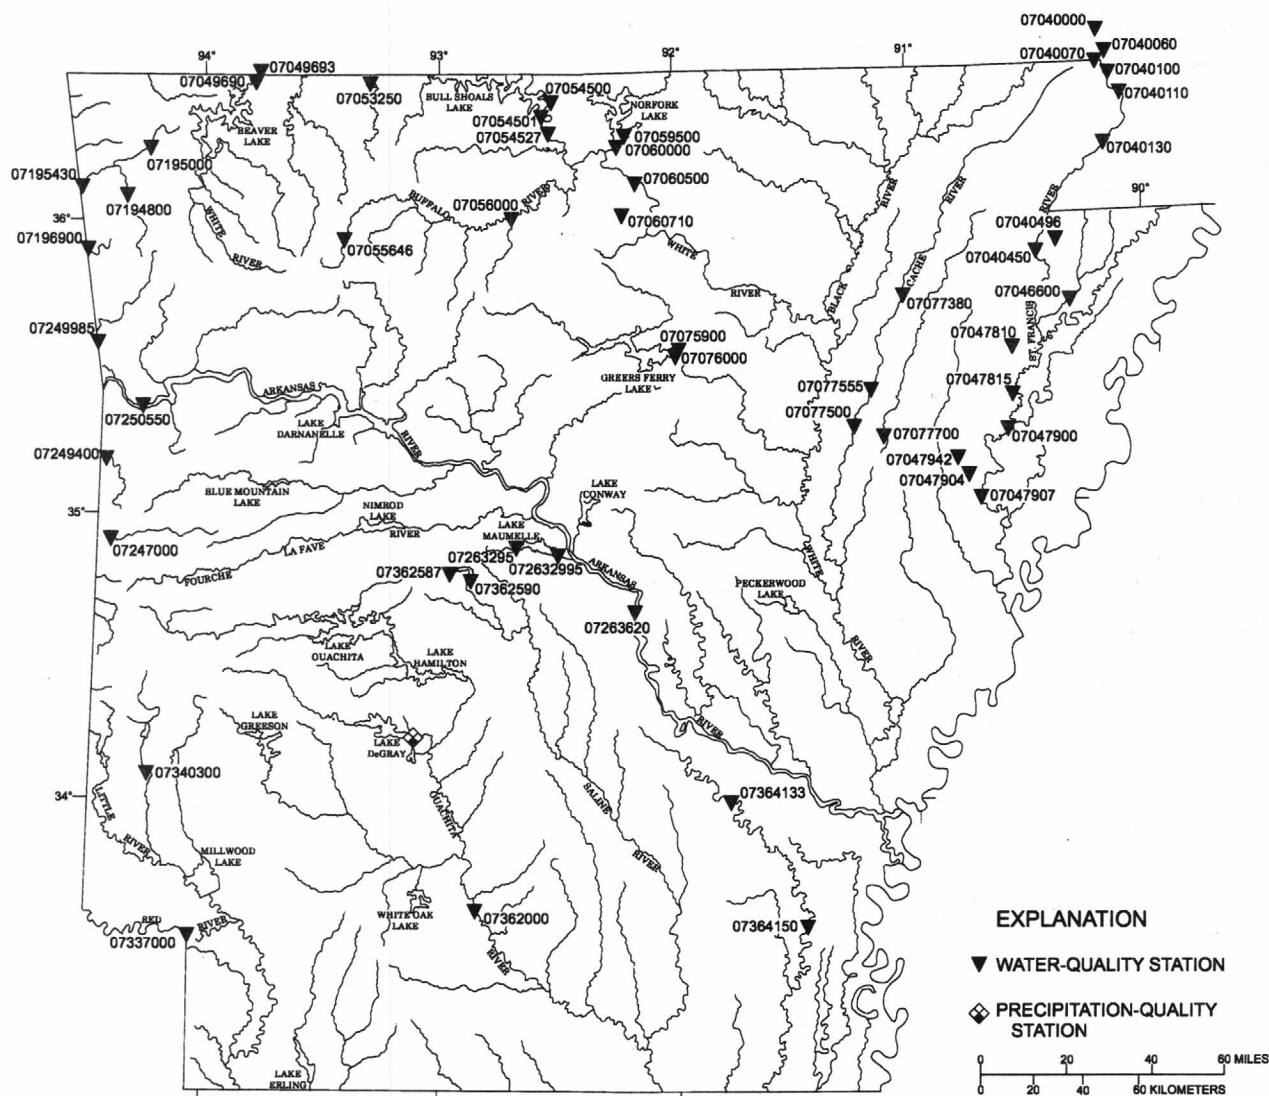 07040000
94°
93°
92°
91°
07040060
07040070
07049693
07049690
07053250
BULL SHOALS
LAKE
07054500
NORFORK
LAKE
07040100
07040110
07054501
07054527
07059500
07060000
BEAVER
LAKE
07040130
07195000
07195430
07194800
07060500
RIVER
RIVER
RIVER
90°
36°
WHITE
RIVER
BUFFALO
07056000
RIVER
07060710
07040496
07196900
07055646
WHITE
07040450
CACHE
RIVER
BLACK
07077380
07046600
07249985
07075900
07076000
07047810
ST. FRANCIS
GREERS FERRY
LAKE
ARKANSAS
07077555
07047815
07250550
LAKE
DARNANELLE
RIVER
07077500
07077700
07047900
07249400
07047942
07047904
BLUE MOUNTAIN
LAKE
LAKE
CONWAY
07047907
35°
NIMROD
LAKE
RIVER
LAKE
MAUMELLE
07247000
LA FAVE
FOURCHE
07263295
072632995
ARKANSAS
WHITE
07362587
07362590
PECKERWOOD
LAKE
07263620
LAKE
OUACHITA
LAKE
HAMILTON
RIVER
LAKE
GREESON
LAKE
DeGRAY
RIVER
07340300
34°
LITTLE
RIVER
OUACHITA
SALINE
RIVER
07364133
MILLWOOD
LAKE
WHITE OAK
LAKE
07362000
RED
RIVER
07337000
07364150
RIVER
LAKE
ERLING
EXPLANATION
WATER-QUALITY STATION
PRECIPITATION-QUALITY
STATION
0 20 40 60 MILES
0 20 40 60 KILOMETERS